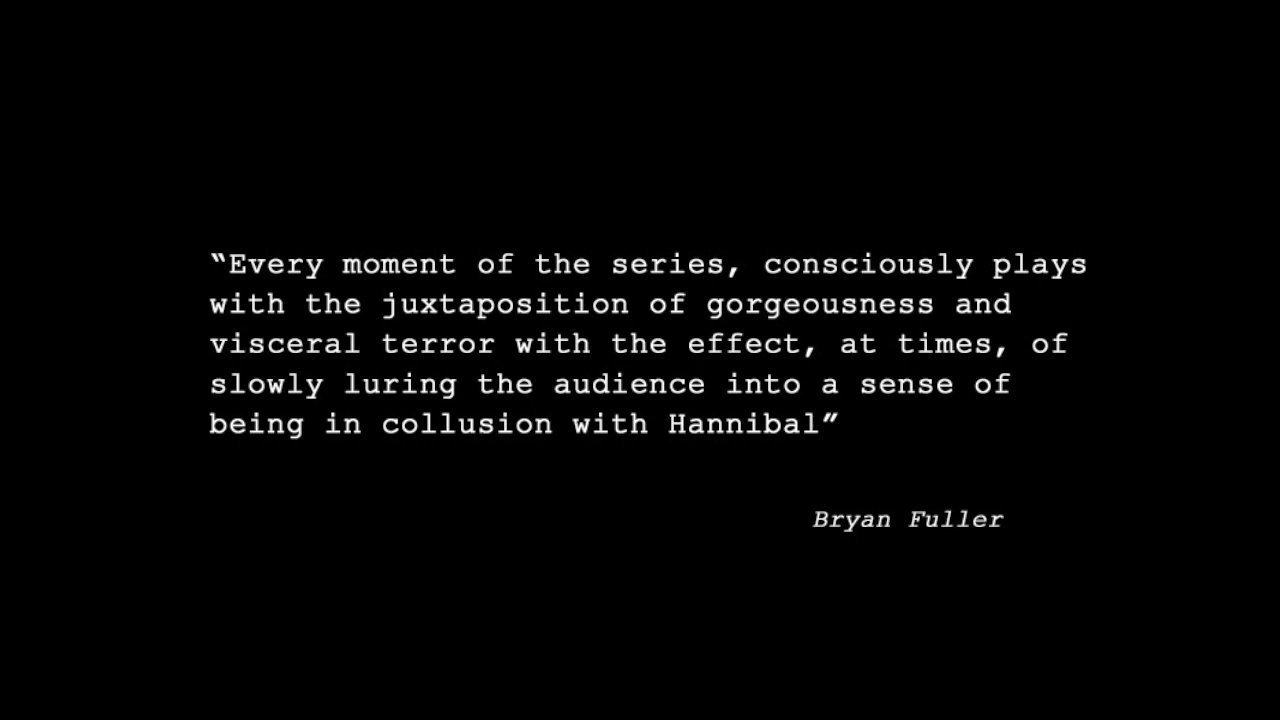 “Every moment of the series, consciously plays
with the juxtaposition of gorgeousness and
visceral terror with the effect, at times, of
slowly luring the audience into a sense of
being in collusion with Hannibal”
Bryan Fuller